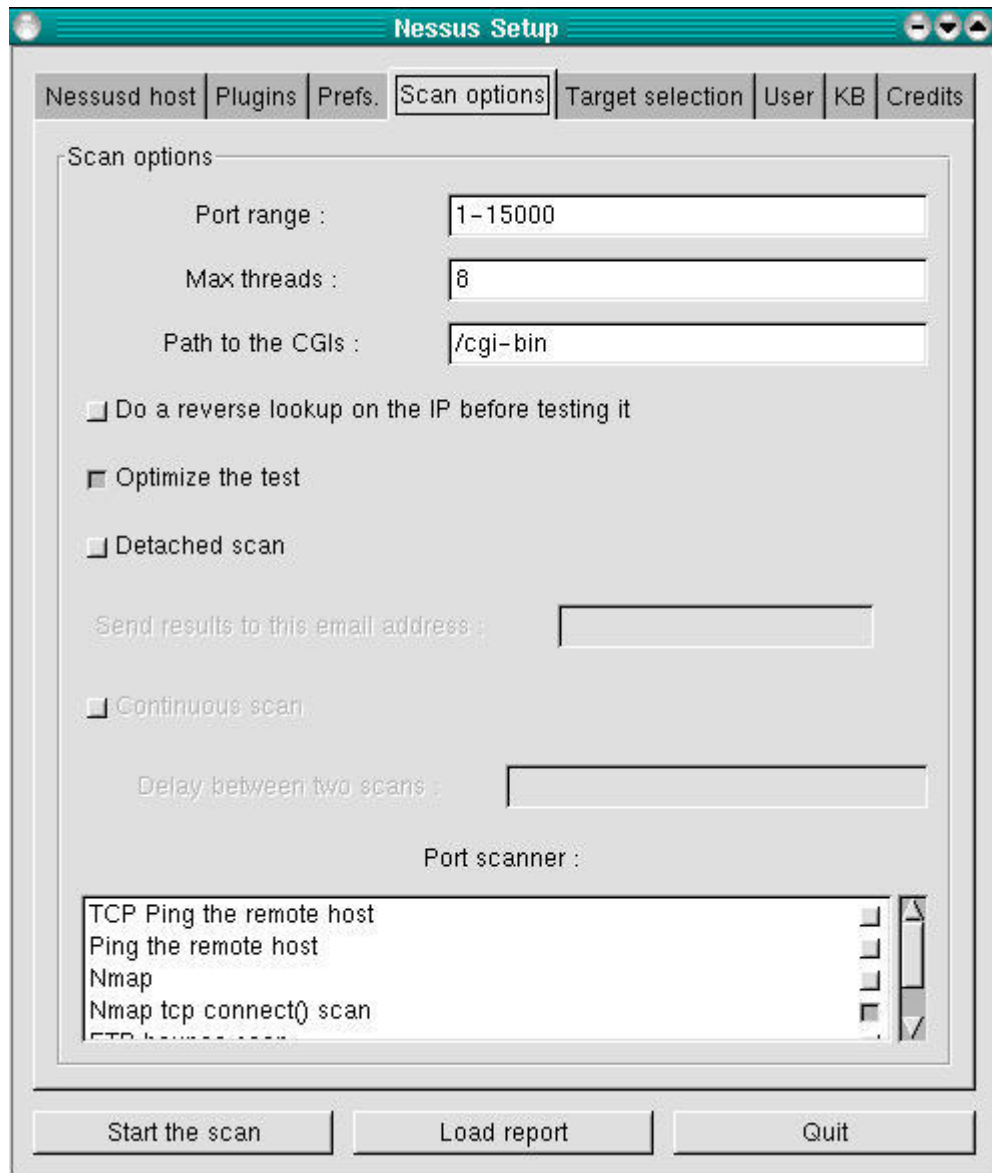 Nessus Setup
Nessusd host Plugins Prefs. Scan options Target selection User KB Credits
Scan options
Port range : 1-15000
Max threads : 8
Path to the CGIs : /cgi-bin
Do a reverse lookup on the IP before testing it
Optimize the test
Detached scan
Send results to this email address :
Continuous scan
Delay between two scans :
Port scanner :
TCP Ping the remote host
Ping the remote host
Nmap
Nmap tcp connect() scan
FTP bounce scan
Start the scan Load report Quit